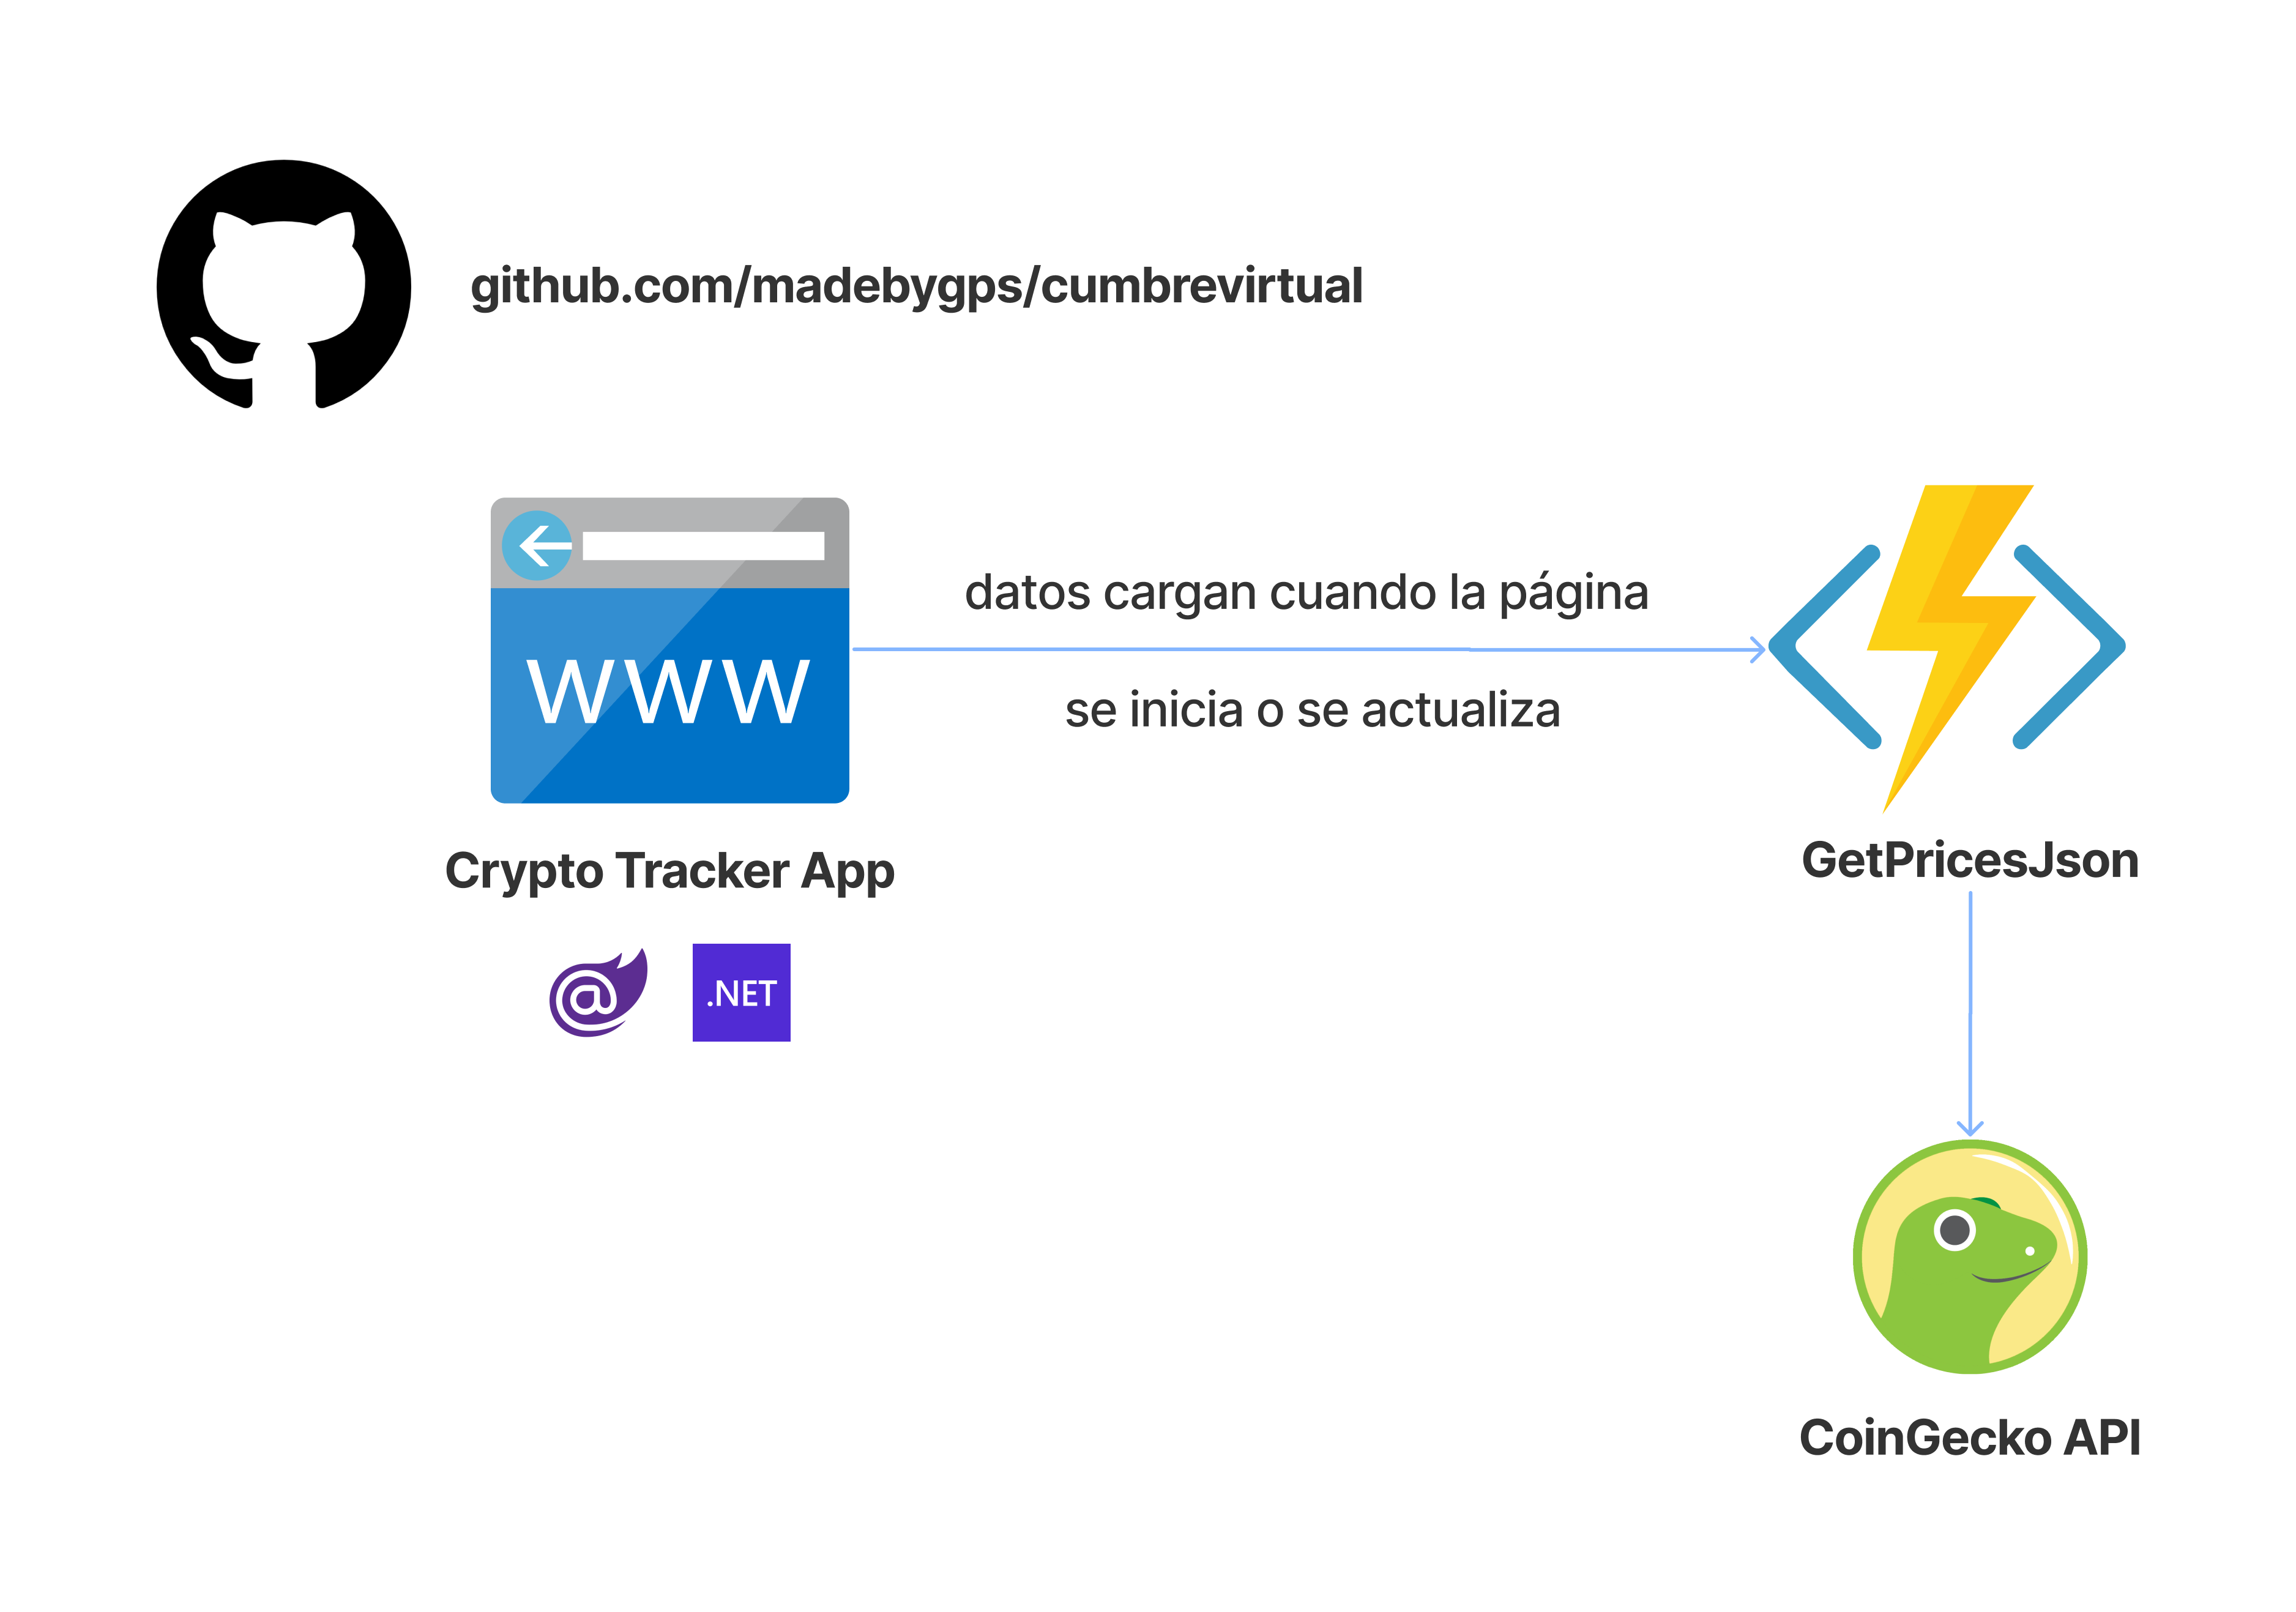 github.com/madebygps/cumbrevirtual
datos cargan cuando la página
se inicia o se actualiza
WWW
Crypto Tracker App
GetPricesJson
@
.NET
CoinGecko API